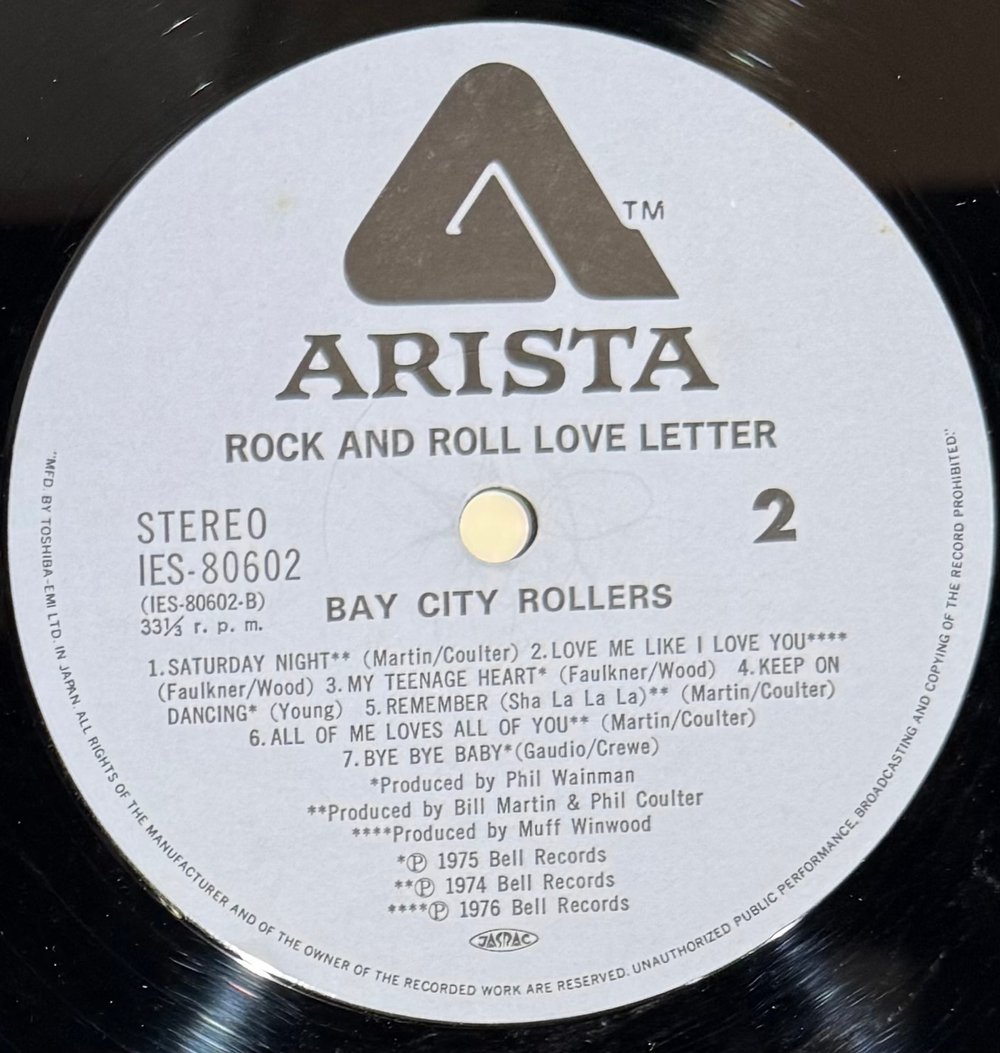 TM
ARISTA
ROCK AND ROLL LOVE LETTER
STEREO
IES-80602
(IES-80602-B)
33⅓ r. p. m.
2
BAY CITY ROLLERS
1. SATURDAY NIGHT** (Martin/Coulter) 2. LOVE ME LIKE I LOVE YOU****
(Faulkner/Wood) 3. MY TEENAGE HEART* (Faulkner/Wood) 4. KEEP ON
DANCING* (Young) 5. REMEMBER (Sha La La La)** (Martin/Coulter)
6. ALL OF ME LOVES ALL OF YOU** (Martin/Coulter)
7. BYE BYE BABY* (Gaudio/Crewe)
*Produced by Phil Wainman
**Produced by Bill Martin & Phil Coulter
****Produced by Muff Winwood
*Ⓟ 1975 Bell Records
**Ⓟ 1974 Bell Records
****Ⓟ 1976 Bell Records
JASRAC
"MFD. BY TOSHIBA-EMI LTD. IN JAPAN. ALL RIGHTS OF THE MANUFACTURER AND OF THE OWNER OF THE RECORDED WORK ARE RESERVED. UNAUTHORIZED PUBLIC PERFORMANCE, BROADCASTING AND COPYING OF THE RECORD PROHIBITED."